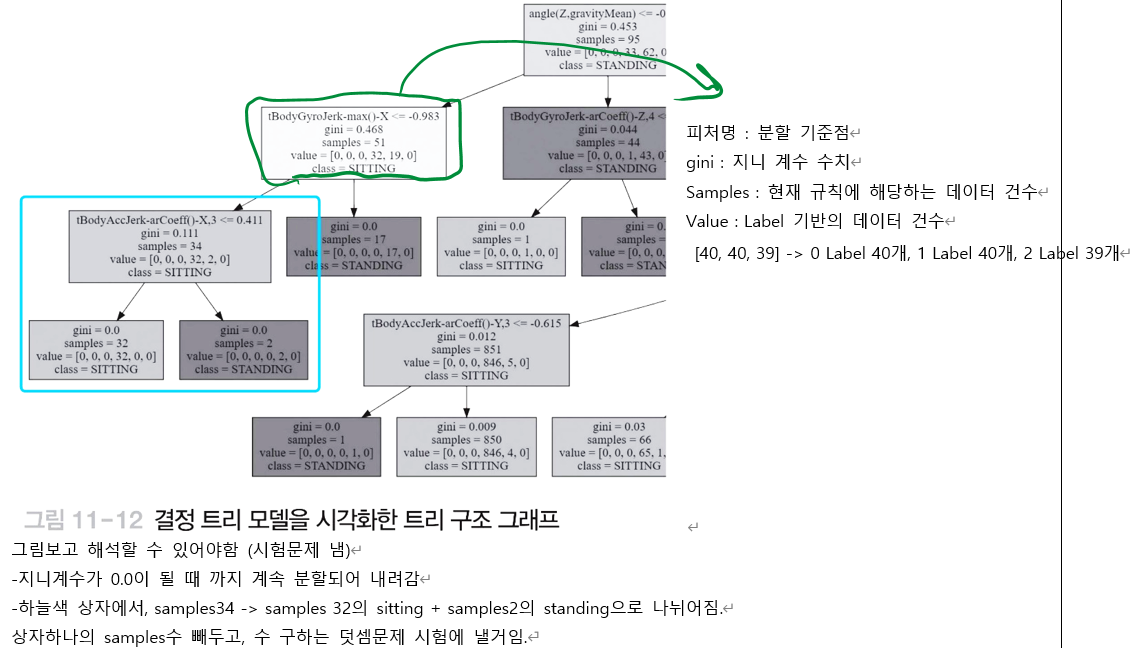 angle(Z,gravityMean) <= -0
gini = 0.453
samples = 95
value = [0, 0, 0, 33, 62, 0
class = STANDING
tBodyGyroJerk-max()-X <= -0.983
gini = 0.468
samples = 51
value = [0, 0, 0, 32, 19, 0]
class = SITTING
tBodyGyroJerk-arCoeff()-Z,4 <
gini = 0.044
samples = 44
value = [0, 0, 0, 1, 43, 0]
class = STANDING
피처명 : 분할 기준점
gini : 지니 계수 수치
Samples : 현재 규칙에 해당하는 데이터 건수
Value : Label 기반의 데이터 건수
[40, 40, 39] -> 0 Label 40개, 1 Label 40개, 2 Label 39개
tBodyAccJerk-arCoeff()-X,3 <= 0.411
gini = 0.111
samples = 34
value = [0, 0, 0, 32, 2, 0]
class = SITTING
gini = 0.0
samples = 17
value = [0, 0, 0, 0, 17, 0]
class = STANDING
gini = 0.0
samples = 1
value = [0, 0, 0, 1, 0, 0]
class = SITTING
gini = 0.
samples =
value = [0, 0, 0,
class = STAN
gini = 0.0
samples = 32
value = [0, 0, 0, 32, 0, 0]
class = SITTING
gini = 0.0
samples = 2
value = [0, 0, 0, 0, 2, 0]
class = STANDING
tBodyAccJerk-arCoeff()-Y,3 <= -0.615
gini = 0.012
samples = 851
value = [0, 0, 0, 846, 5, 0]
class = SITTING
gini = 0.0
samples = 1
value = [0, 0, 0, 0, 1, 0]
class = STANDING
gini = 0.009
samples = 850
value = [0, 0, 0, 846, 4, 0]
class = SITTING
gini = 0.03
samples = 66
value = [0, 0, 0, 65, 1,
class = SITTING
그림 11-12 결정 트리 모델을 시각화한 트리 구조 그래프
그림보고 해석할 수 있어야함 (시험문제 냄)
-지니계수가 0.0이 될 때 까지 계속 분할되어 내려감
-하늘색 상자에서, samples34 -> samples 32의 sitting + samples2의 standing으로 나뉘어짐.
상자하나의 samples수 빼두고, 수 구하는 덧셈문제 시험에 낼거임.